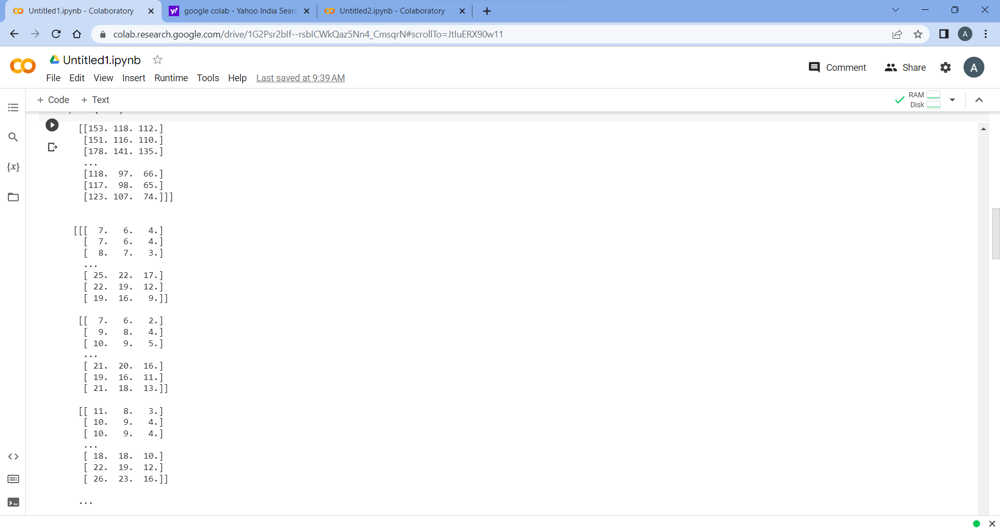 Untitled1.ipynb - Colaboratory
google colab - Yahoo India Searc
Untitled2.ipynb - Colaboratory
colab.research.google.com/drive/1G2Psr2bIf--rsbICWkQaz5Nn4_CmsqrN#scrollTo=JtIuERX90w11
A
Untitled1.ipynb
Comment
Share
A
File Edit View Insert Runtime Tools Help Last saved at 9:39 AM
+ Code + Text
RAM
Disk
{x}
[[153. 118. 112.]
[151. 116. 110.]
[178. 141. 135.]
...
[118. 97. 66.]
[117. 98. 65.]
[123. 107. 74.]]]
[[[ 7. 6. 4.]
[ 7. 6. 4.]
[ 8. 7. 3.]
...
[ 25. 22. 17.]
[ 22. 19. 12.]
[ 19. 16. 9.]]
[[ 7. 6. 2.]
[ 9. 8. 4.]
[ 10. 9. 5.]
...
[ 21. 20. 16.]
[ 19. 16. 11.]
[ 21. 18. 13.]]
[[ 11. 8. 3.]
[ 10. 9. 4.]
[ 10. 9. 4.]
...
[ 18. 18. 10.]
[ 22. 19. 12.]
[ 26. 23. 16.]]
...